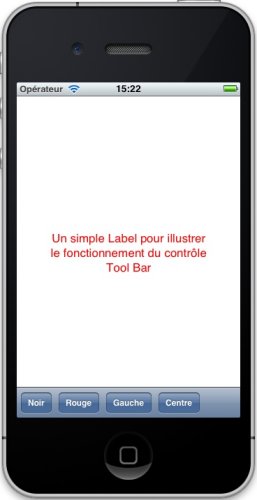 Opérateur 15:22
Un simple Label pour illustrer
le fonctionnement du contrôle
Tool Bar
Noir Rouge Gauche Centre